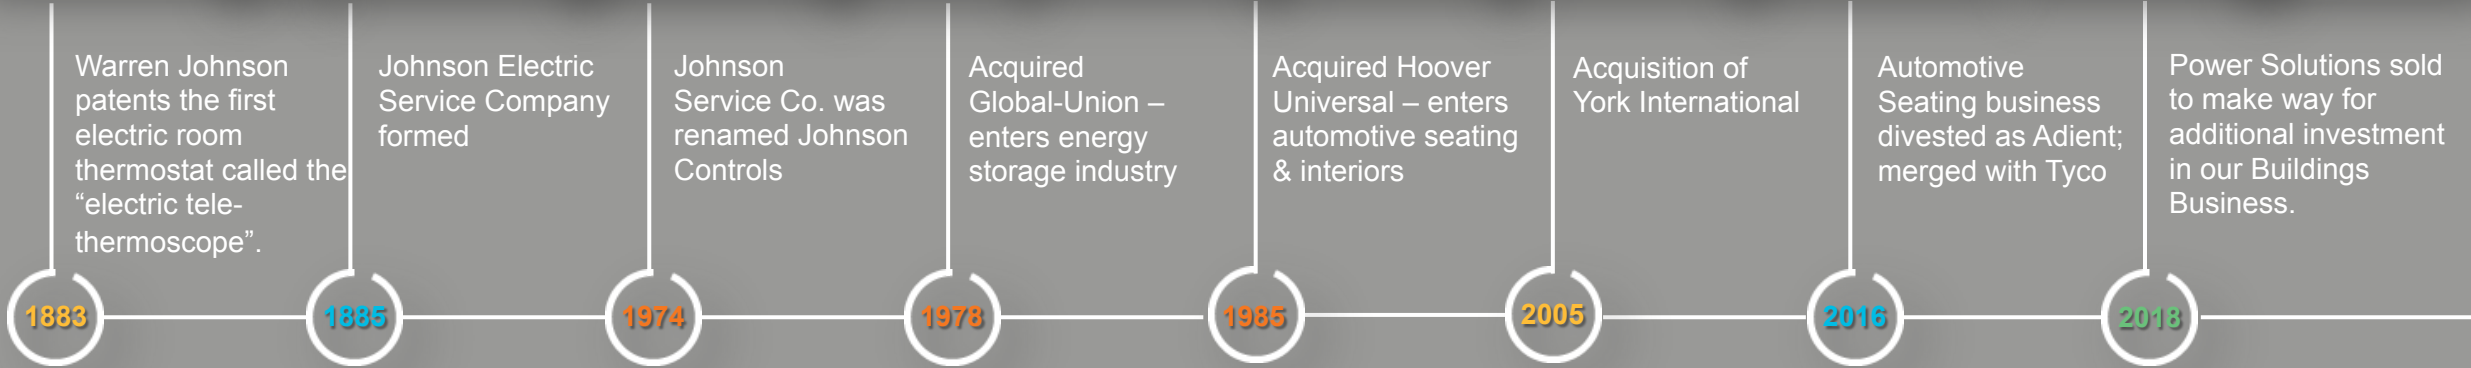 Warren Johnson
patents the first
electric room
thermostat called the
“electric tele-
thermoscope”.
1883
Johnson Electric
Service Company
formed
1885
Johnson
Service Co. was
renamed Johnson
Controls
1974
Acquired
Global-Union –
enters energy
storage industry
1978
Acquired Hoover
Universal – enters
automotive seating
& interiors
1985
Acquisition of
York International
2005
Automotive
Seating business
divested as Adient;
merged with Tyco
2016
Power Solutions sold
to make way for
additional investment
in our Buildings
Business.
2018